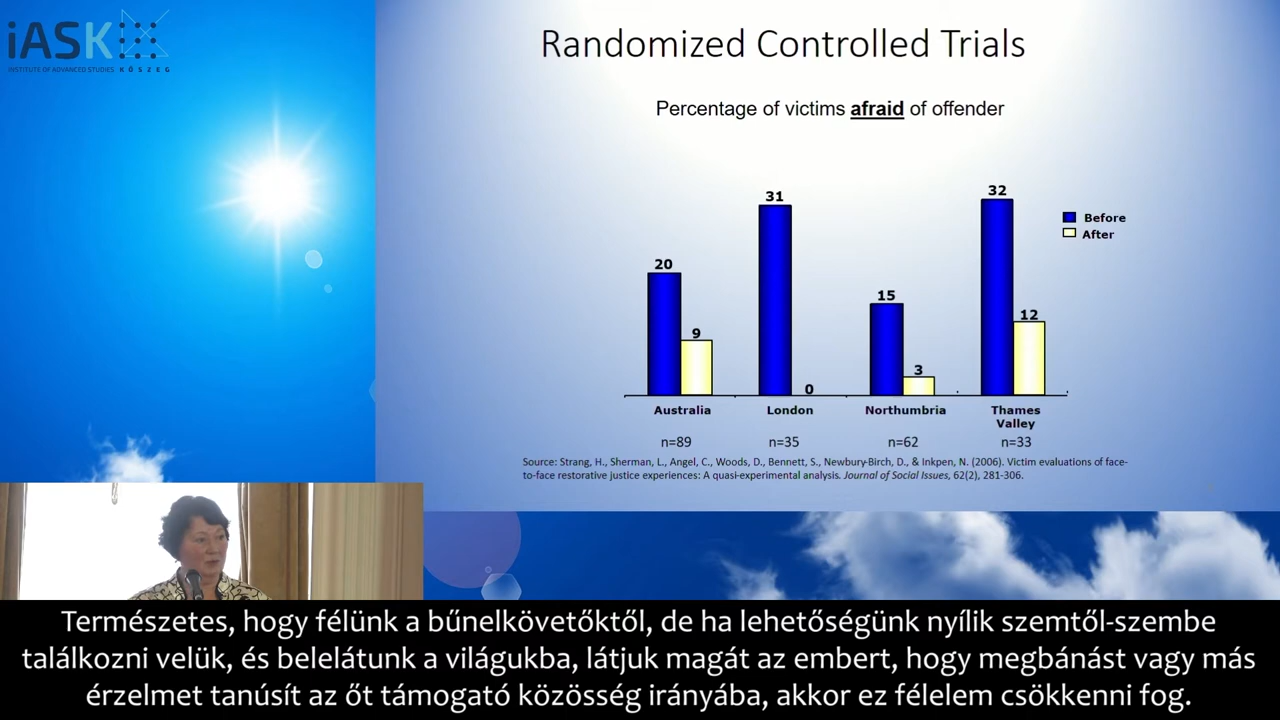 iASK
INSTITUTE OF ADVANCED STUDIES KŐSZEG
Randomized Controlled Trials
Percentage of victims afraid of offender
20
9
31
0
15
3
32
12
Before
After
Australia
London
Northumbria
Thames
Valley
n=89
n=35
n=62
n=33
Source: Strang, H., Sherman, L., Angel, C., Woods, D., Bennett, S., Newbury-Birch, D., & Inkpen, N. (2006). Victim evaluations of face-
to-face restorative justice experiences: A quasi-experimental analysis. Journal of Social Issues, 62(2), 281-306.
Természetes, hogy félünk a bűnelkövetőktől, de ha lehetőségünk nyílik szemtől-szembe
találkozni velük, és belelátunk a világukba, látjuk magát az embert, hogy megbánást vagy más
érzelmet tanúsít az őt támogató közösség irányába, akkor ez félelem csökkenni fog.